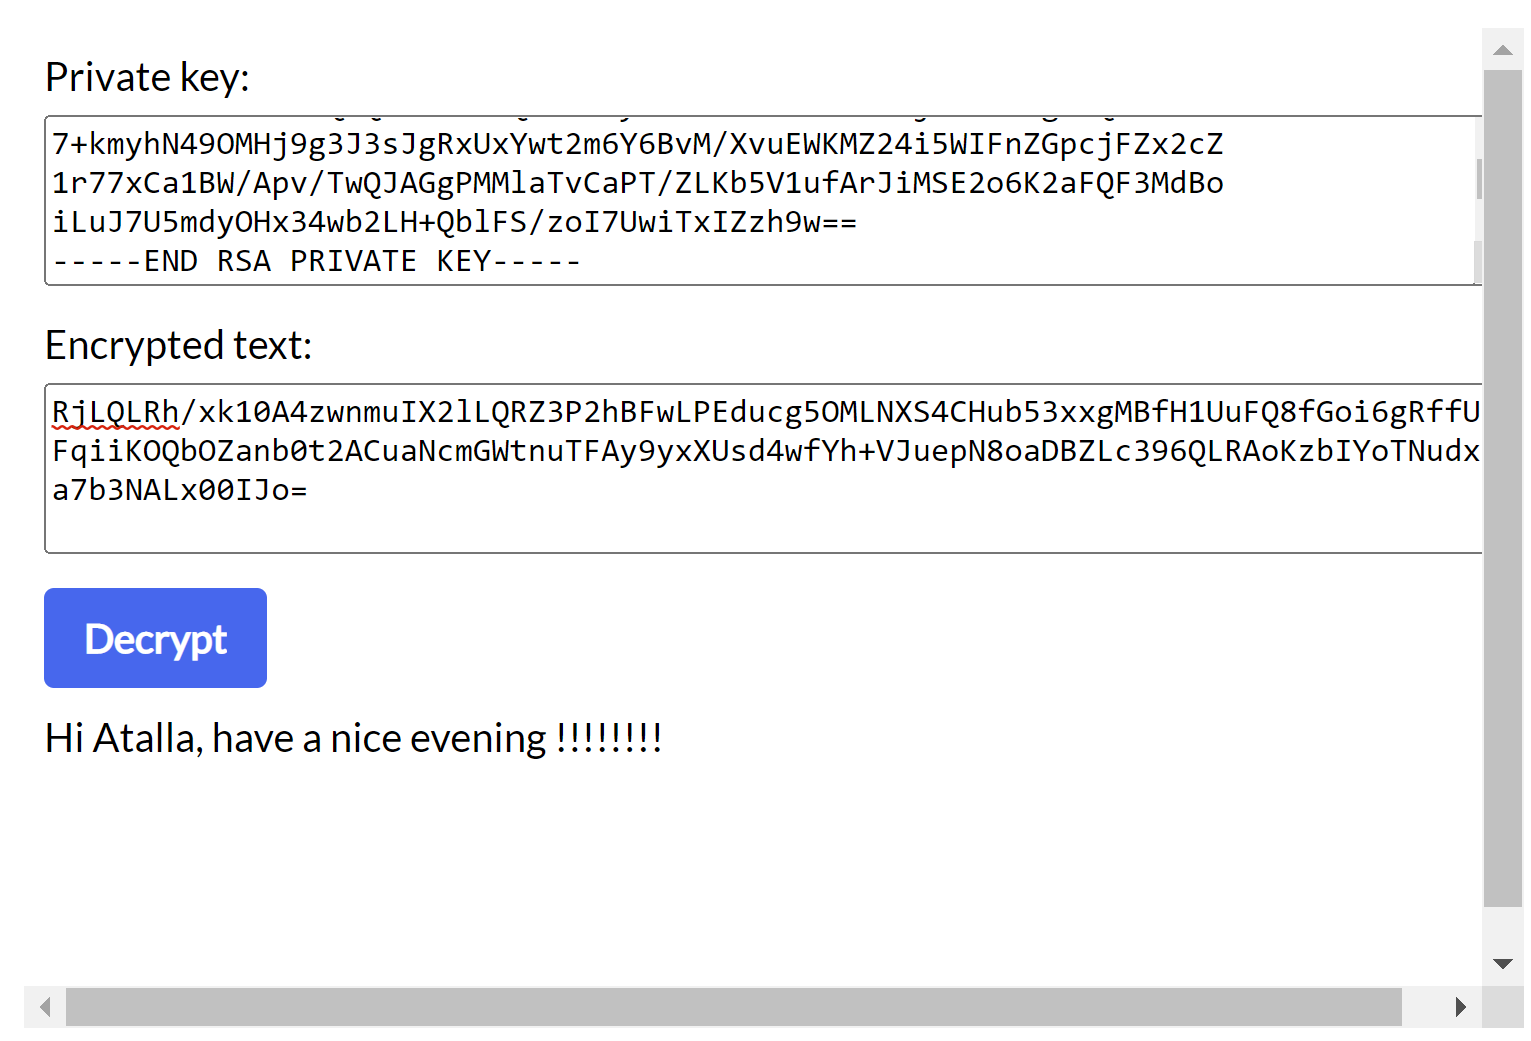 Private key:
7+kmyhN49OMHj9g3J3sJgRxUxYwt2m6Y6BvM/XvuEWKMZ24i5WIFnZGpcjFZx2cZ
1r77xCa1BW/Apv/TwQJAGgPMMlaTvCaPT/ZLKb5V1ufArJiMSE2o6K2aFQF3MdBo
iLuJ7U5mdyOHx34wb2LH+QblFS/zoI7UwiTxIZzh9w==
-----END RSA PRIVATE KEY-----
Encrypted text:
RjLQLRh/xk10A4zwnmuIX2lLQRZ3P2hBFwLPEducg5OMLNXS4CHub53xxgMBfH1UuFQ8fGoi6gRffU
FqiiKOQbOZanb0t2ACuaNcmGWtnuTFAy9yxXUsd4wfYh+VJuepN8oaDBZLc396QLRAoKzbIYoTNudx
a7b3NALx00IJo=
Decrypt
Hi Atalla, have a nice evening !!!!!!!!